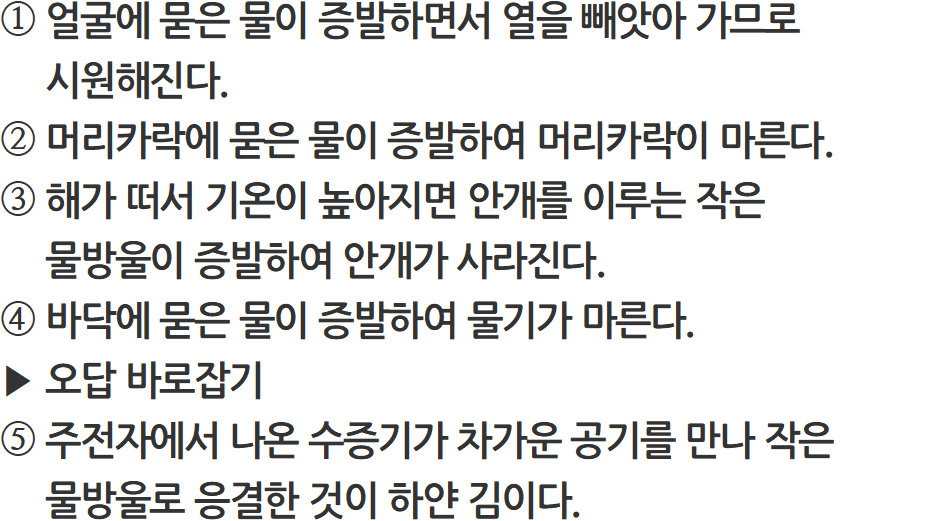 ① 얼굴에 묻은 물이 증발하면서 열을 빼앗아 가므로
시원해진다.
② 머리카락에 묻은 물이 증발하여 머리카락이 마른다.
③ 해가 떠서 기온이 높아지면 안개를 이루는 작은
물방울이 증발하여 안개가 사라진다.
④ 바닥에 묻은 물이 증발하여 물기가 마른다.
▶ 오답 바로잡기
⑤ 주전자에서 나온 수증기가 차가운 공기를 만나 작은
물방울로 응결한 것이 하얀 김이다.